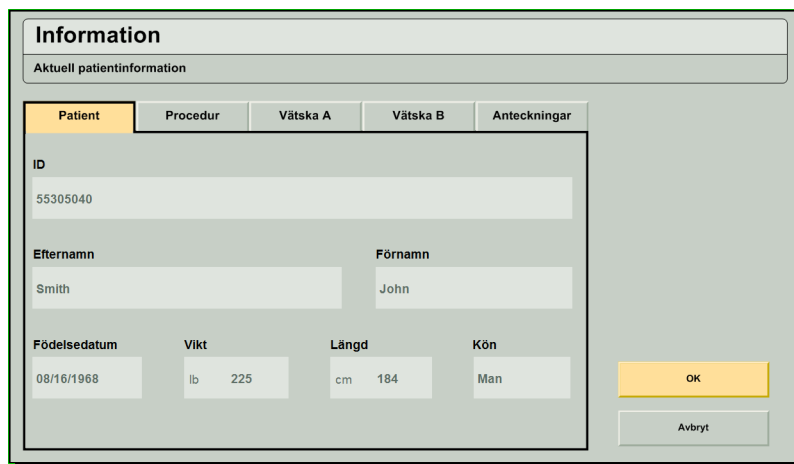 Information
Aktuell patientinformation
Patient Procedur Vätska A Vätska B Anteckningar
ID
55305040
Efternamn Förnamn
Smith John
Födelsedatum Vikt Längd Kön
08/16/1968 lb 225 cm 184 Man
OK
Avbryt